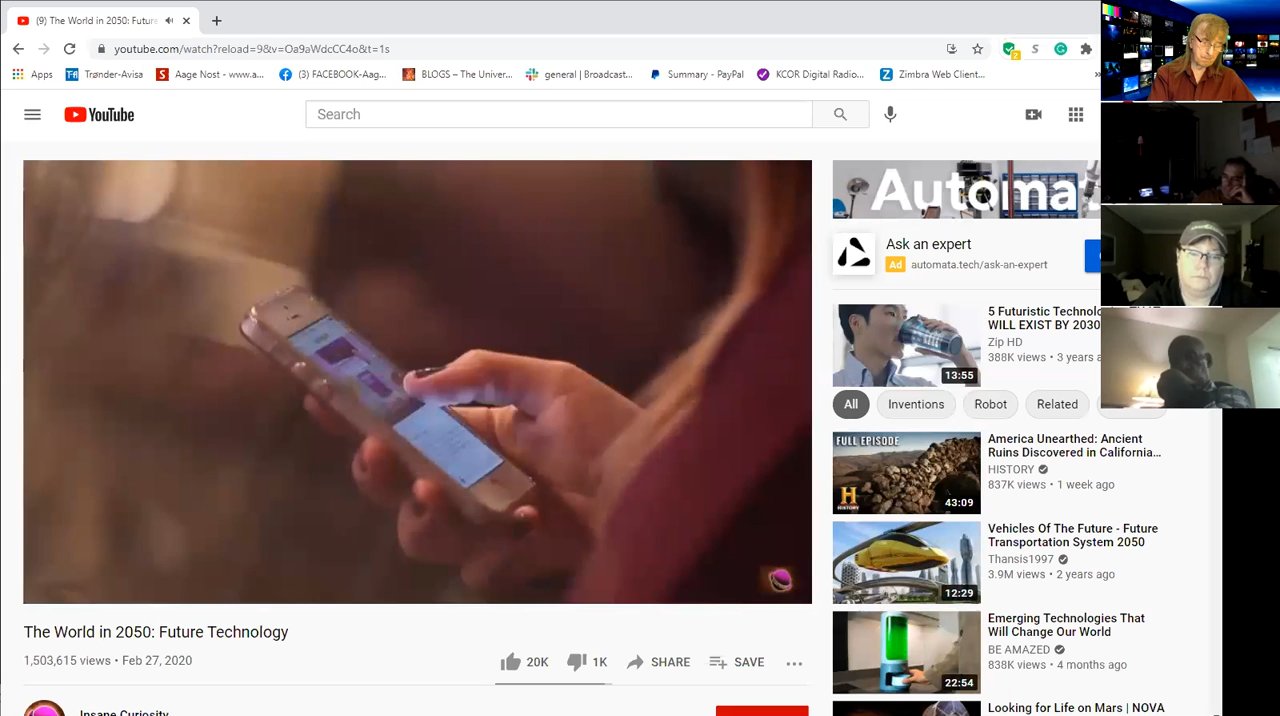 (9) The World in 2050: Futur
youtube.com/watch?reload=9&v=Oa9aWdcCC4o&t=1s
Apps
Trønder-Avisa
Aage Nost - www.a...
(3) FACEBOOK-Aag...
BLOG - The Univer...
General | Broadcast...
Summary - PayPal
KCOR Digital Radio...
Zimbra Web Client...
»
2
YouTube
Search
Automat
Ask an expert
Ad automata.tech/ask-an-expert
5 Futuristic Technolo
WILL EXIST BY 2030
Zip HD
388K views • 3 years a
13:55
All
Inventions
Robot
Related
FULL EPISODE
H
HISTORY
43:09
America Unearthed: Ancient
Ruins Discovered in California...
HISTORY
837K views • 1 week ago
Vehicles Of The Future - Future
Transportation System 2050
Thansis1997
3.9M views • 2 years ago
12:29
Emerging Technologies That
Will Change Our World
BE AMAZED
838K views • 4 months ago
22:54
Looking for Life on Mars | NOVA
The World in 2050: Future Technology
1,503,615 views • Feb 27, 2020
20K
1K
SHARE
SAVE
Insane Curiosity